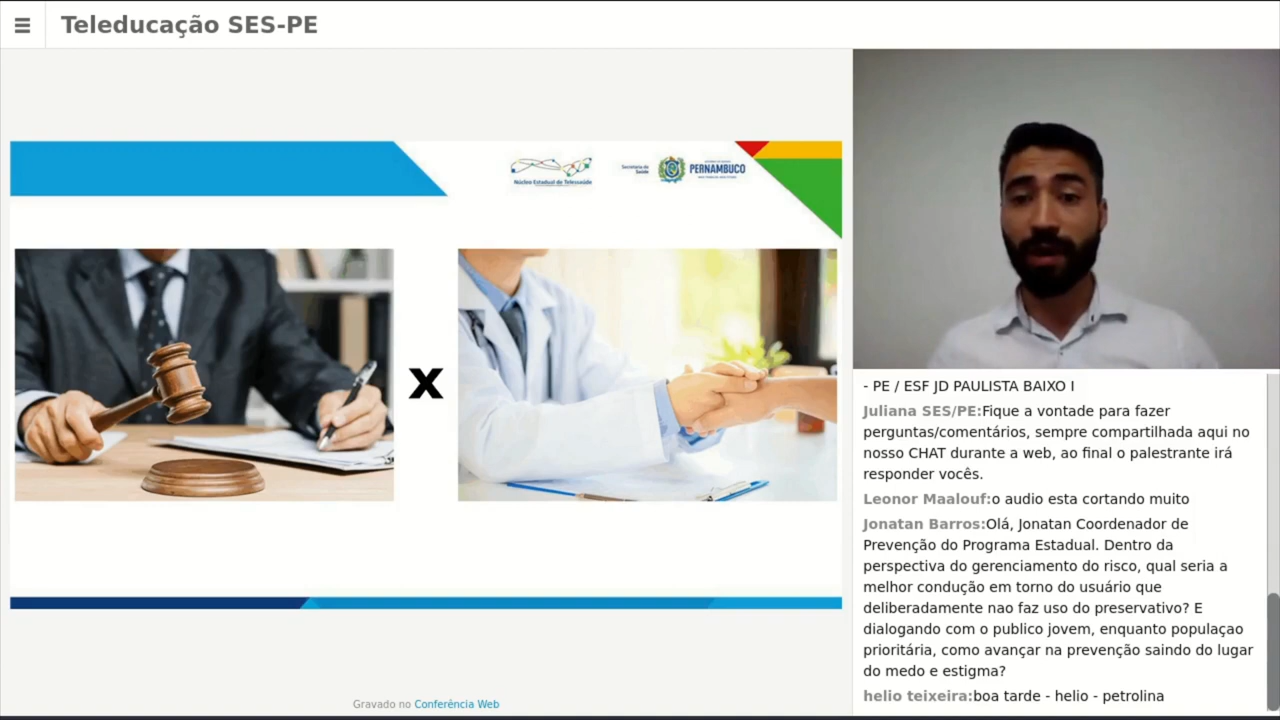 ☰ Teleducação SES-PE
Núcleo Estadual de Telessaúde
Secretaria de
Saúde
PERNAMBUCO
X
Gravado no Conferência Web
- PE / ESF JD PAULISTA BAIXO I
Juliana SES/PE:Fique a vontade para fazer
perguntas/comentários, sempre compartilhada aqui no
nosso CHAT durante a web, ao final o palestrante irá
responder vocês.
Leonor Maalouf:o audio esta cortando muito
Jonatan Barros:Olá, Jonatan Coordenador de
Prevenção do Programa Estadual. Dentro da
perspectiva do gerenciamento do risco, qual seria a
melhor condução em torno do usuário que
deliberadamente nao faz uso do preservativo? E
dialogando com o publico jovem, enquanto populaçao
prioritária, como avançar na prevenção saindo do lugar
do medo e estigma?
helio teixeira:boa tarde - helio - petrolina